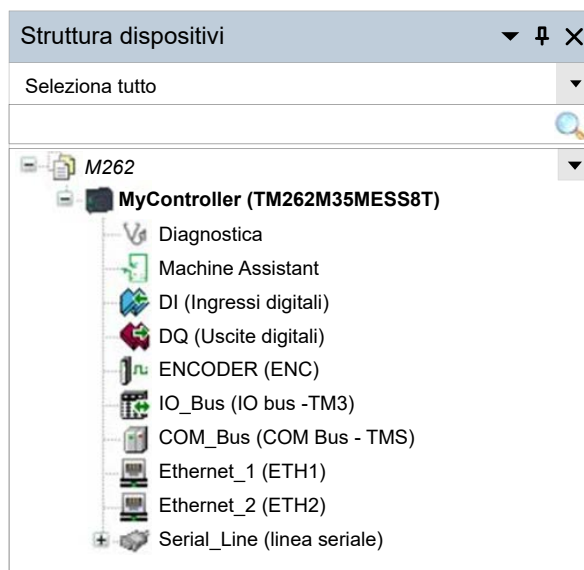 Struttura dispositivi
Seleziona tutto
M262
MyController (TM262M35MESS8T)
Diagnostica
Machine Assistant
DI (Ingressi digitali)
DQ (Uscite digitali)
ENCODER (ENC)
IO_Bus (IO bus -TM3)
COM_Bus (COM Bus - TMS)
Ethernet_1 (ETH1)
Ethernet_2 (ETH2)
Serial_Line (linea seriale)